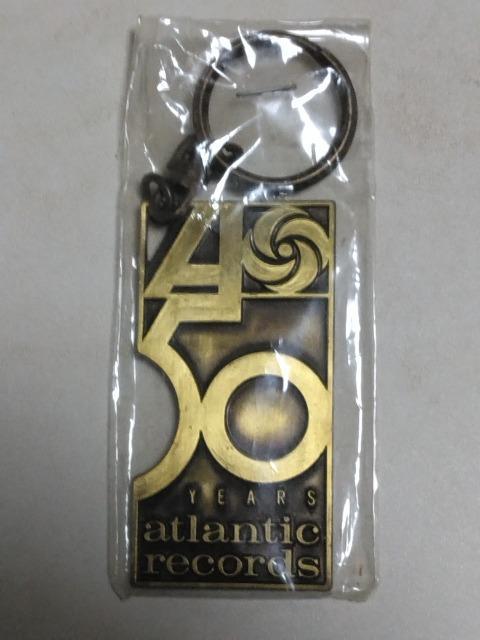 A
50
YEARS
atlantic
records